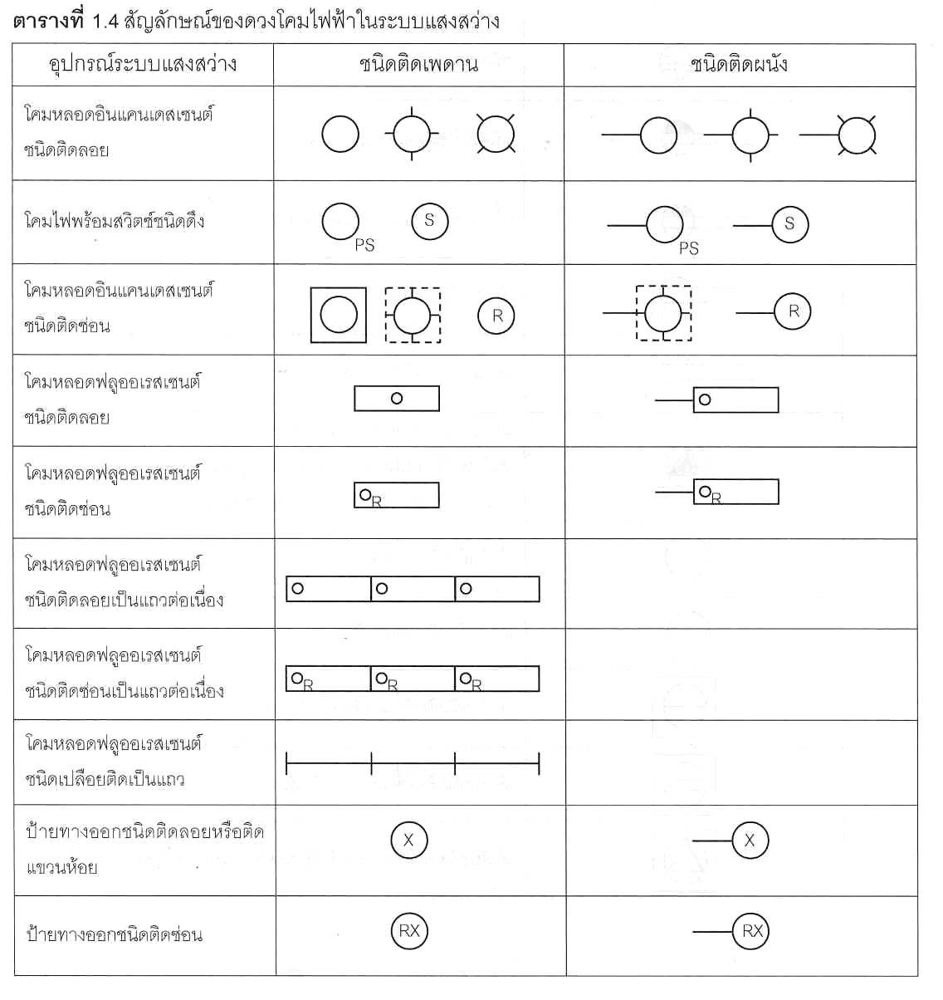 ตารางที่ 1.4 สัญลักษณ์ของดวงโคมไฟฟ้าในระบบแสงสว่าง
อุปกรณ์ระบบแสงสว่าง ชนิดติดเพดาน ชนิดติดผนัง
โคมหลอดอินแคนเดสเซนต์
ชนิดติดลอย
โคมไฟพร้อมสวิตซ์ชนิดดึง
PS S PS S
โคมหลอดอินแคนเดสเซนต์
ชนิดติดซ่อน
R R
โคมหลอดฟลูออเรสเซนต์
ชนิดติดลอย
โคมหลอดฟลูออเรสเซนต์
ชนิดติดซ่อน
R R
โคมหลอดฟลูออเรสเซนต์
ชนิดติดลอยเป็นแถวต่อเนื่อง
โคมหลอดฟลูออเรสเซนต์
ชนิดติดซ่อนเป็นแถวต่อเนื่อง
R R R
โคมหลอดฟลูออเรสเซนต์
ชนิดเปลือยติดเป็นแถว
ป้ายทางออกชนิดติดลอยหรือติด
แขวนห้อย
X X
ป้ายทางออกชนิดติดซ่อน
RX RX